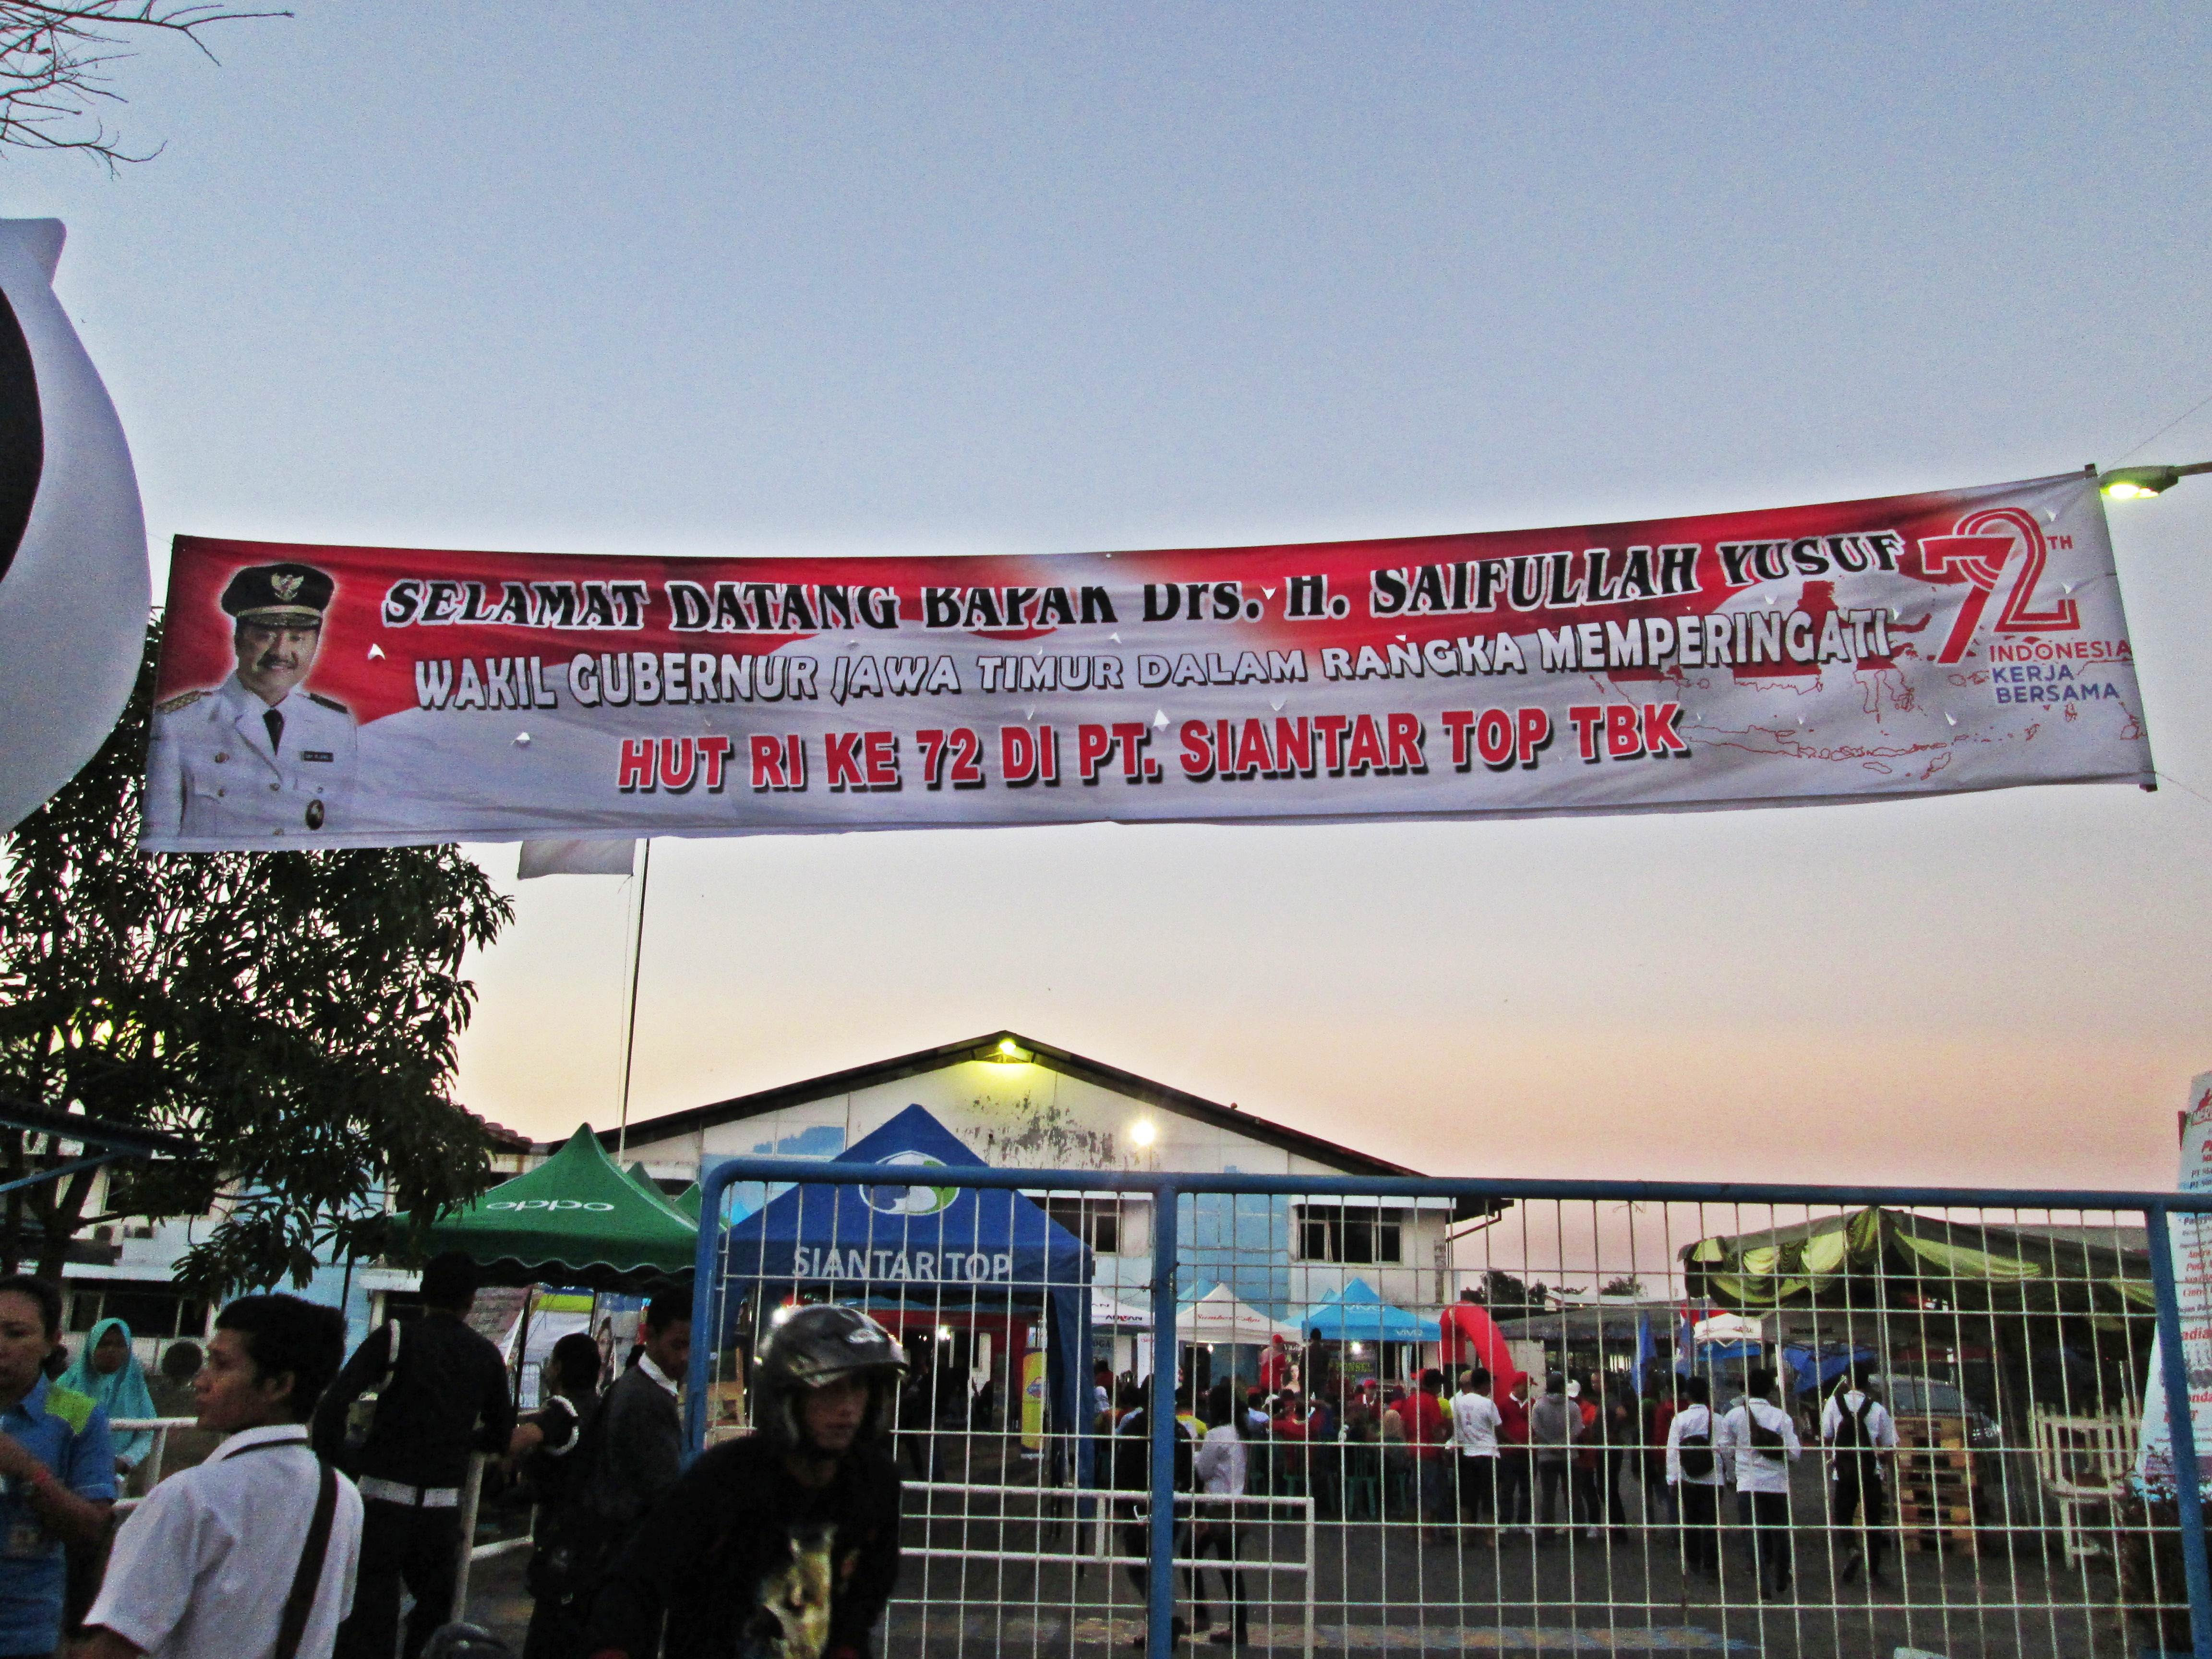 SELAMAT DATANG BAPAK Drs. H. SAIFULLAH YUSUF
WAKIL GUBERNUR JAWA TIMUR DALAM RANGKA MEMPERINGATI
HUT RI KE 72 DI PT. SIANTAR TOP TBK
72TH
INDONESIA
KERJA
BERSAMA
oppo
SIANTAR TOP
vivo